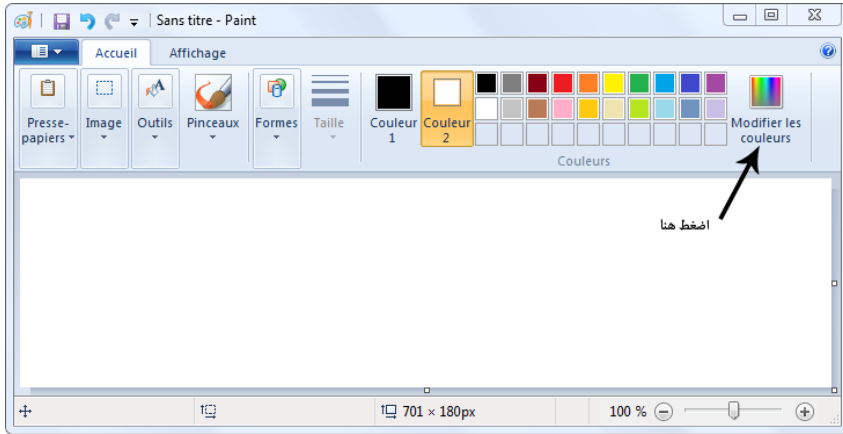 Sans titre - Paint
Accueil Affichage
Presse-papiers Image Outils Pinceaux Formes Taille Couleur 1 Couleur 2 Modifier les couleurs
Couleurs
اضغط هنا
701 × 180px 100 %